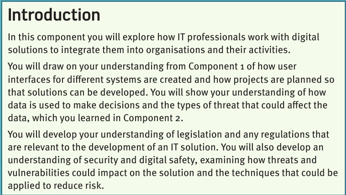 Introduction
In this component you will explore how IT professionals work with digital
solutions to integrate them into organisations and their activities.
You will draw on your understanding from Component 1 of how user
interfaces for different systems are created and how projects are planned so
that solutions can be developed. You will show your understanding of how
data is used to make decisions and the types of threat that could affect the
data, which you learned in Component 2.
You will develop your understanding of legislation and any regulations that
are relevant to the development of an IT solution. You will also develop an
understanding of security and digital safety, examining how threats and
vulnerabilities could impact on the solution and the techniques that could be
applied to reduce risk.